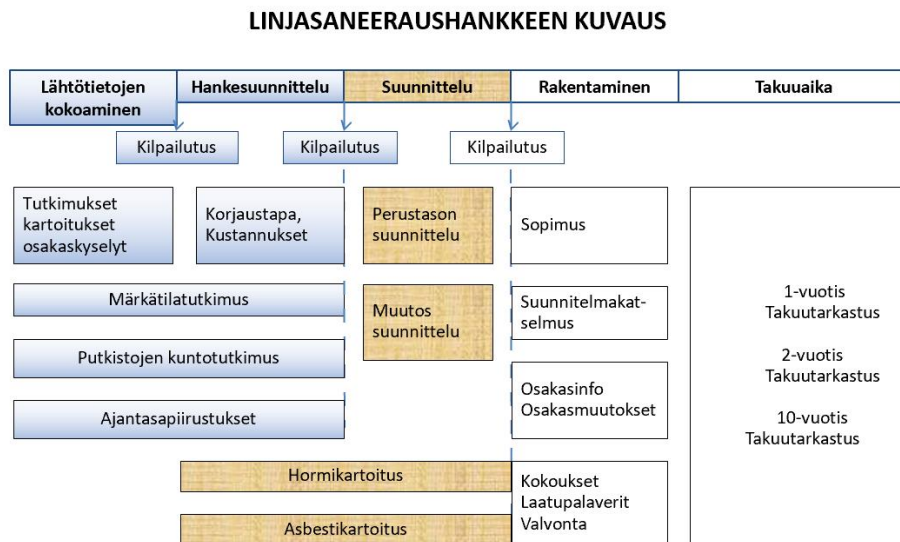 LINJASANEERAUSHANKKEEN KUVAUS
Lähtötietojen
kokoaminen
Hankesuunnittelu
Suunnittelu
Rakentaminen
Takuuaika
Kilpailutus
Kilpailutus
Kilpailutus
Tutkimukset
kartoitukset
osakaskyselyt
Korjaustapa,
Kustannukset
Perustason
suunnittelu
Sopimus
Märkätilatutkimus
Muutos
suunnittelu
Suunnitelmakat-
selmus
Putkistojen kuntotutkimus
Ajantasapiirustukset
Osakasinfo
Osakasmuutokset
Hormikartoitus
Asbestikartoitus
Kokoukset
Laatupalaverit
Valvonta
1-vuotis
Takuutarkastus
2-vuotis
Takuutarkastus
10-vuotis
Takuutarkastus